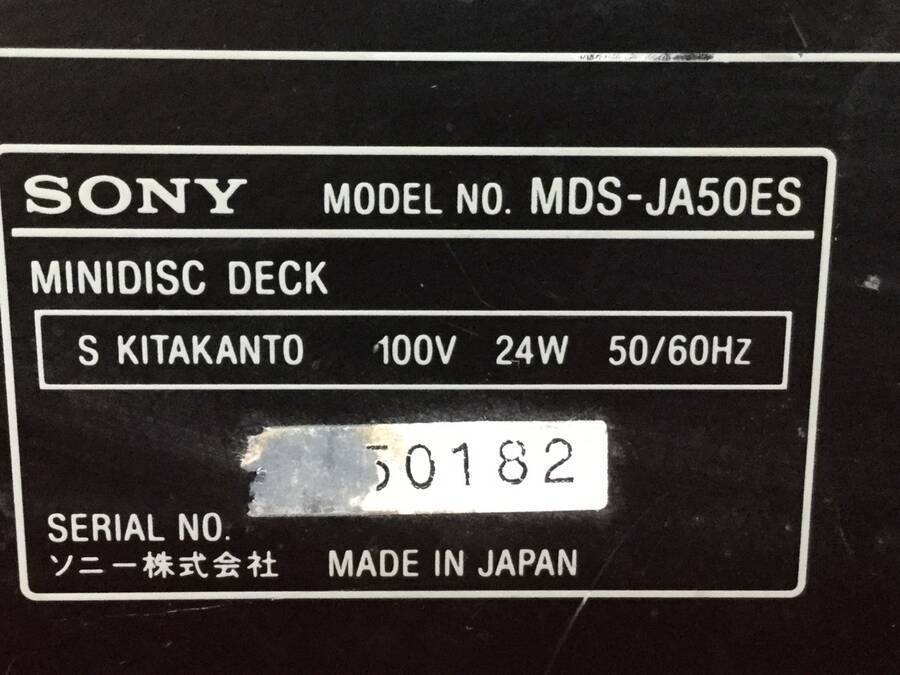 SONY MODEL NO. MDS-JA50ES
MINIDISC DECK
S KITAKANTO 100V 24W 50/60Hz
0182
SERIAL NO.
ソニー株式会社 MADE IN JAPAN